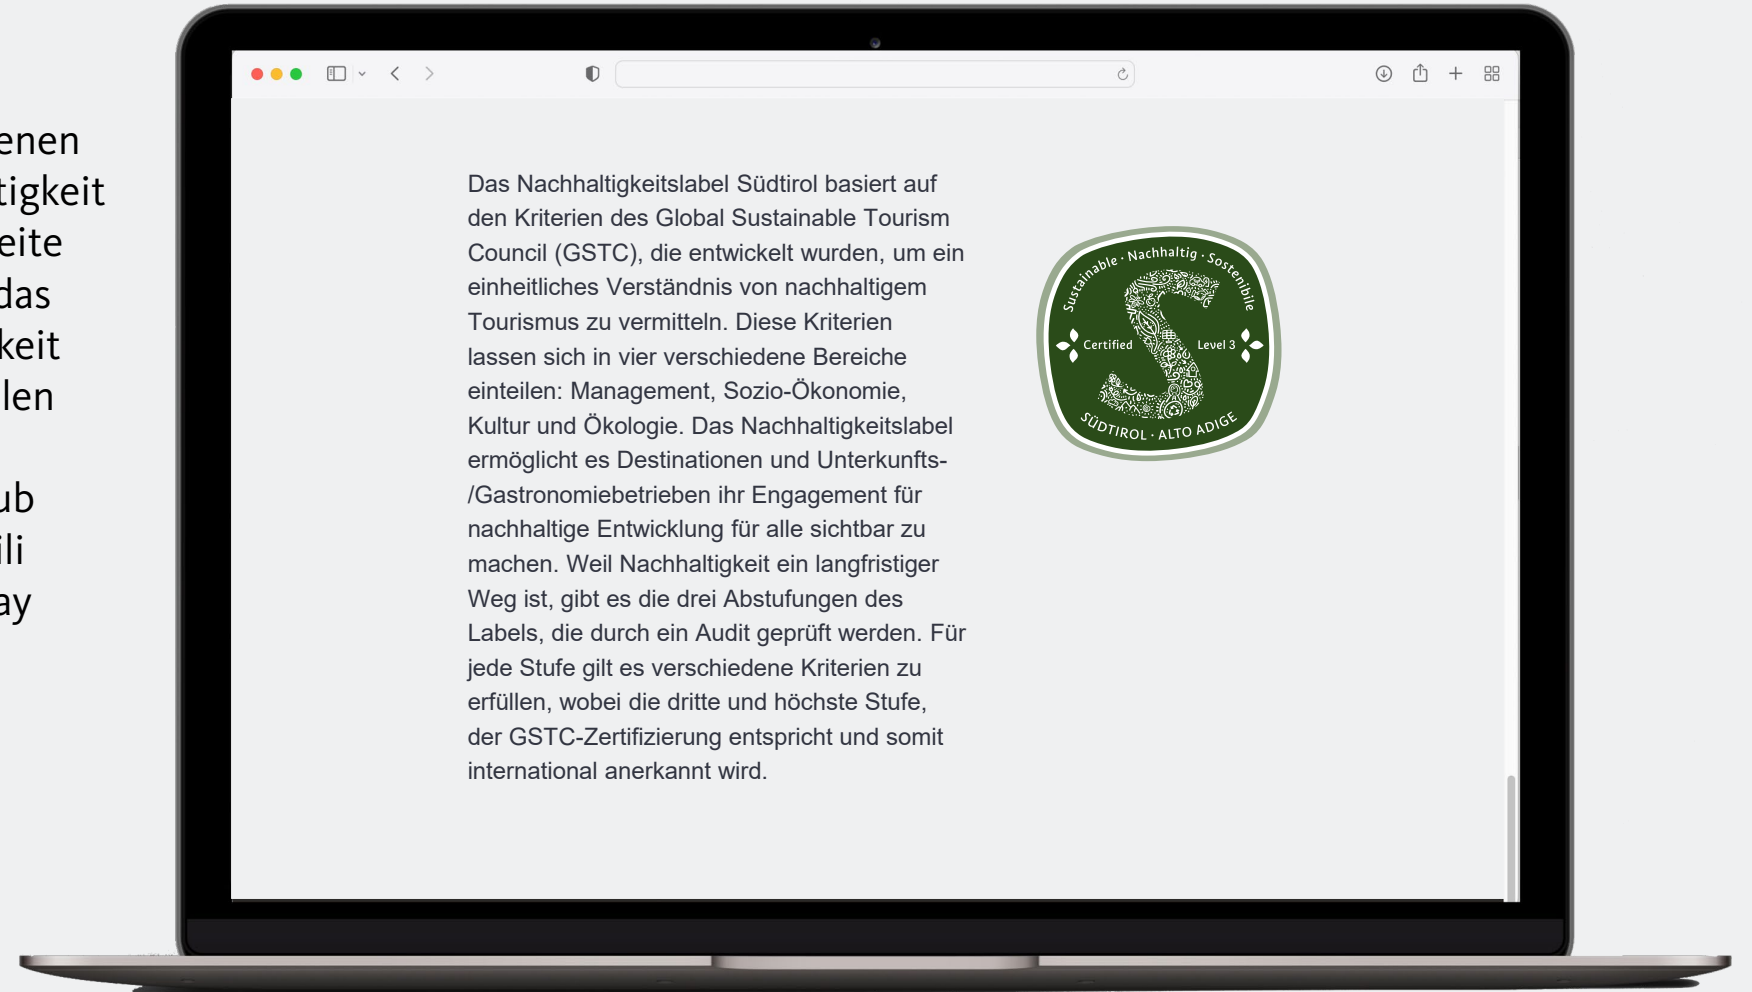 Das Nachhaltigkeitslabel Südtirol basiert auf
den Kriterien des Global Sustainable Tourism
Council (GSTC), die entwickelt wurden, um ein
einheitliches Verständnis von nachhaltigem
Tourismus zu vermitteln. Diese Kriterien
lassen sich in vier verschiedene Bereiche
einteilen: Management, Sozio-Ökonomie,
Kultur und Ökologie. Das Nachhaltigkeitslabel
ermöglicht es Destinationen und Unterkunfts-
/Gastronomiebetrieben ihr Engagement für
nachhaltige Entwicklung für alle sichtbar zu
machen. Weil Nachhaltigkeit ein langfristiger
Weg ist, gibt es die drei Abstufungen des
Labels, die durch ein Audit geprüft werden. Für
jede Stufe gilt es verschiedene Kriterien zu
erfüllen, wobei die dritte und höchste Stufe,
der GSTC-Zertifizierung entspricht und somit
international anerkannt wird.
Sustainable · Nachhaltig · Sostenibile
Certified Level 3
SÜDTIROL · ALTO ADIGE
enen
tigkeit
eite
das
keit
len
ub
ili
ay